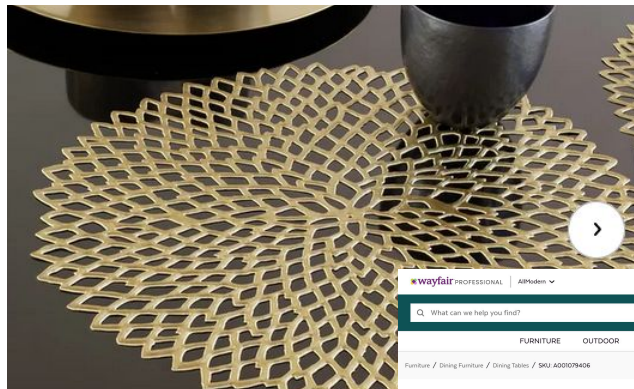 wayfair PROFESSIONAL AllModern
What can we help you find?
FURNITURE OUTDOOR
Furniture / Dining Furniture / Dining Tables / SKU: A001079406